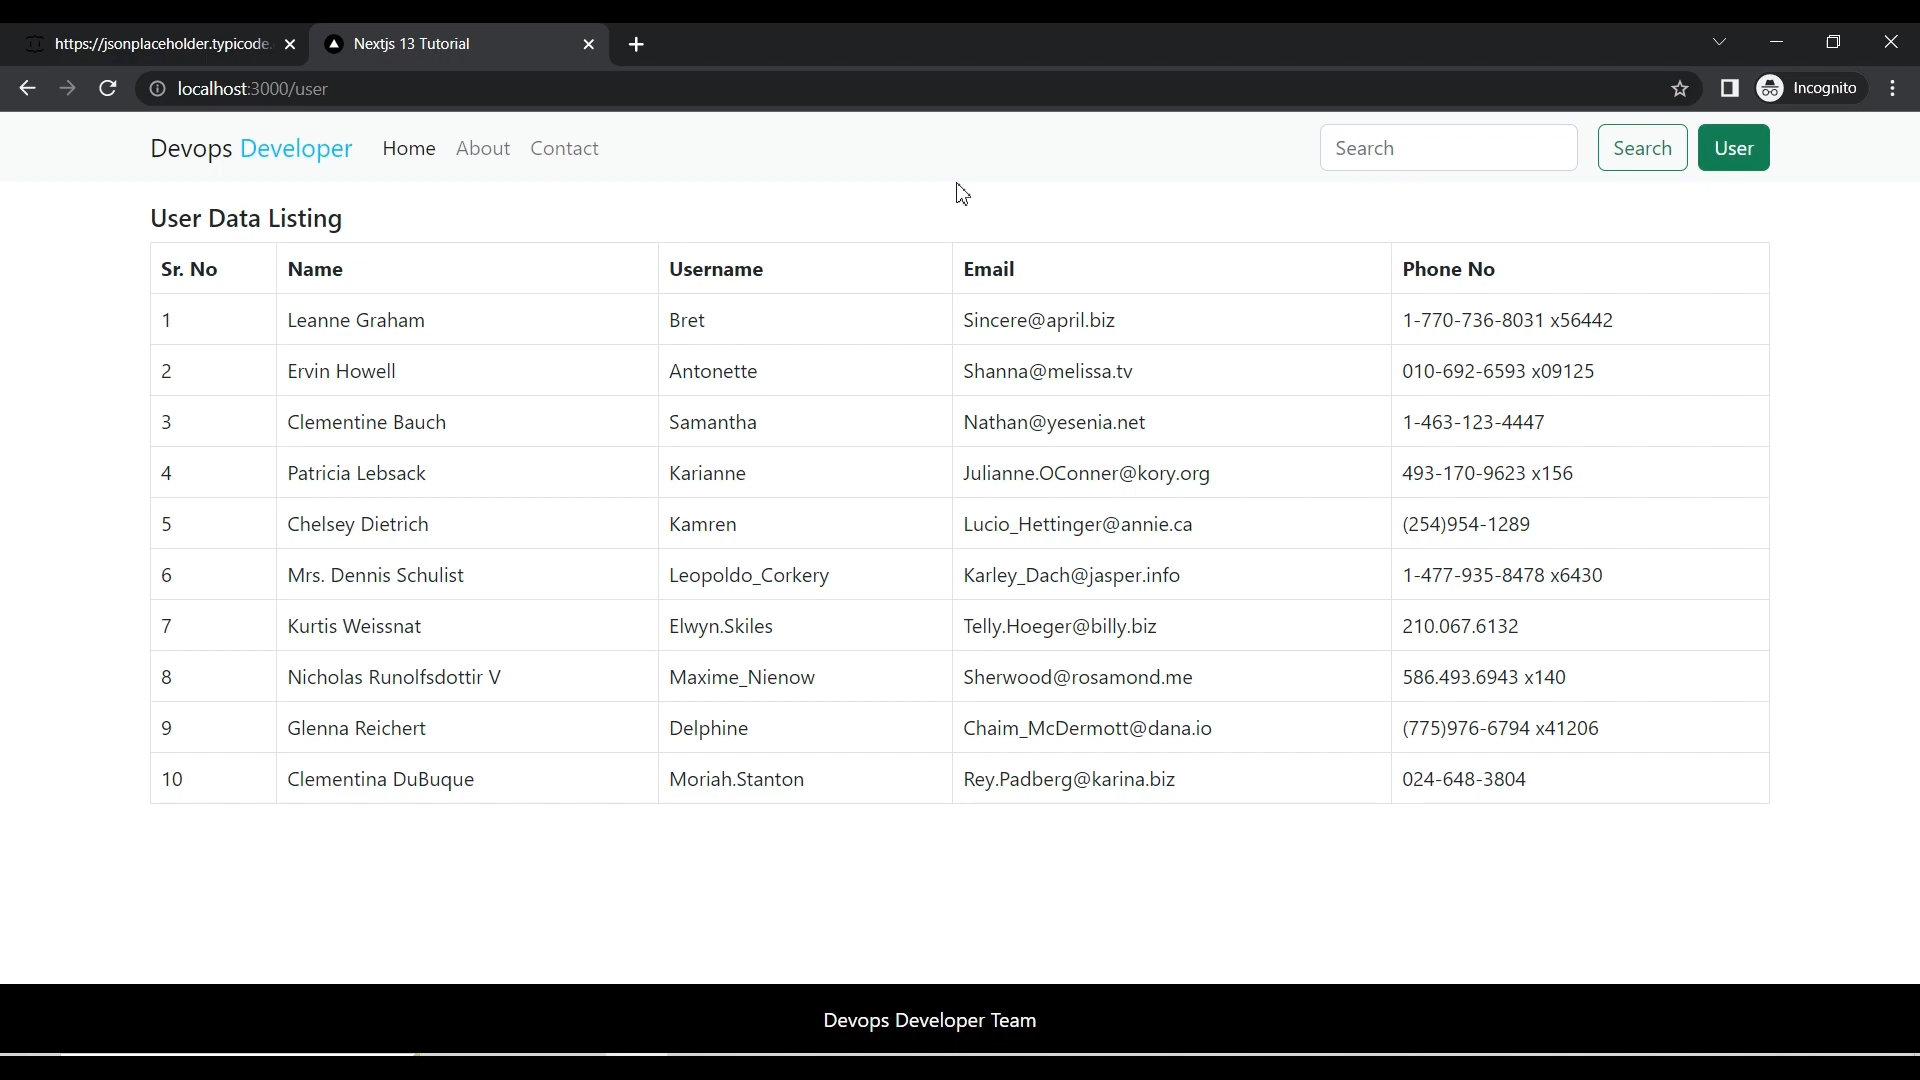 https://jsonplaceholder.typicode. Nextjs 13 Tutorial
localhost:3000/user Incognito
Devops Developer Home About Contact Search Search User
User Data Listing
Sr. No Name Username Email Phone No
1 Leanne Graham Bret Sincere@april.biz 1-770-736-8031 x56442
2 Ervin Howell Antonette Shanna@melissa.tv 010-692-6593 x09125
3 Clementine Bauch Samantha Nathan@yesenia.net 1-463-123-4447
4 Patricia Lebsack Karianne Julianne.OConner@kory.org 493-170-9623 x156
5 Chelsey Dietrich Kamren Lucio_Hettinger@annie.ca (254)954-1289
6 Mrs. Dennis Schulist Leopoldo_Corkery Karley_Dach@jasper.info 1-477-935-8478 x6430
7 Kurtis Weissnat Elwyn.Skiles Telly.Hoeger@billy.biz 210.067.6132
8 Nicholas Runolfsdottir V Maxime_Nienow Sherwood@rosamond.me 586.493.6943 x140
9 Glenna Reichert Delphine Chaim_McDermott@dana.io (775)976-6794 x41206
10 Clementina DuBuque Moriah.Stanton Rey.Padberg@karina.biz 024-648-3804
Devops Developer Team